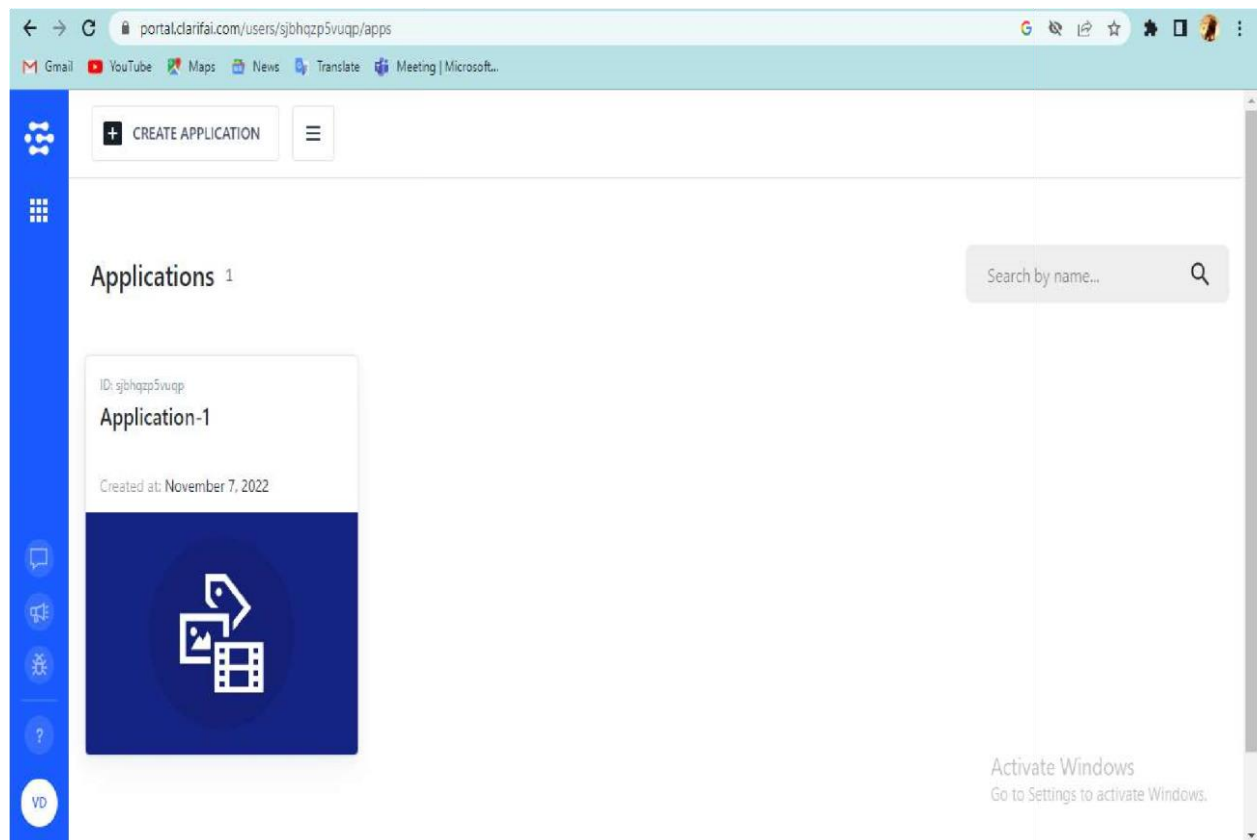 portal.clarifai.com/users/sjbhqzp5vuqp/apps
Gmail YouTube Maps News Translate Meeting | Microsoft...
CREATE APPLICATION
Applications 1
Search by name...
ID: sjbhqzp5vuqp
Application-1
Created at: November 7, 2022
?
VD
Activate Windows
Go to Settings to activate Windows.